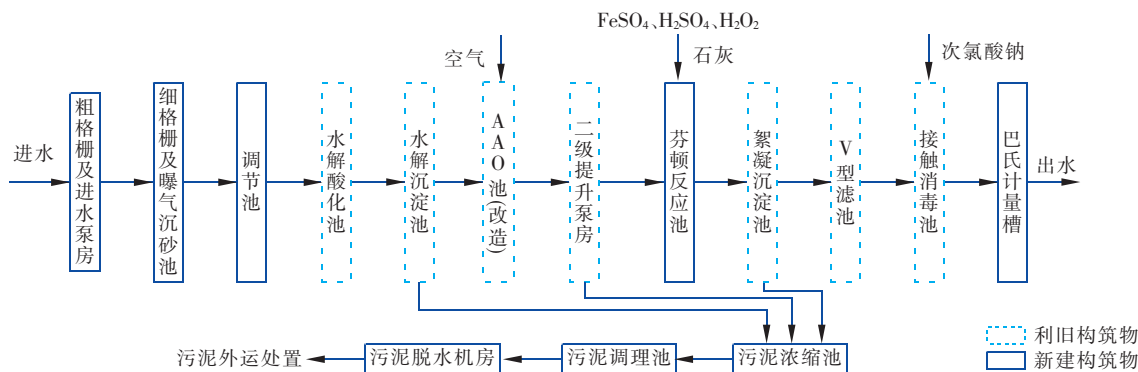 FeSO₄、H₂SO₄、H₂O₂
空气
石灰
次氯酸钠
进水
粗格栅及进水泵房
细格栅及曝气沉砂池
调节池
水解酸化池
水解沉淀池
AAO池(改造)
二级提升泵房
芬顿反应池
絮凝沉淀池
V型滤池
接触消毒池
巴氏计量槽
出水
污泥外运处置
污泥脱水机房
污泥调理池
污泥浓缩池
利旧构筑物
新建构筑物